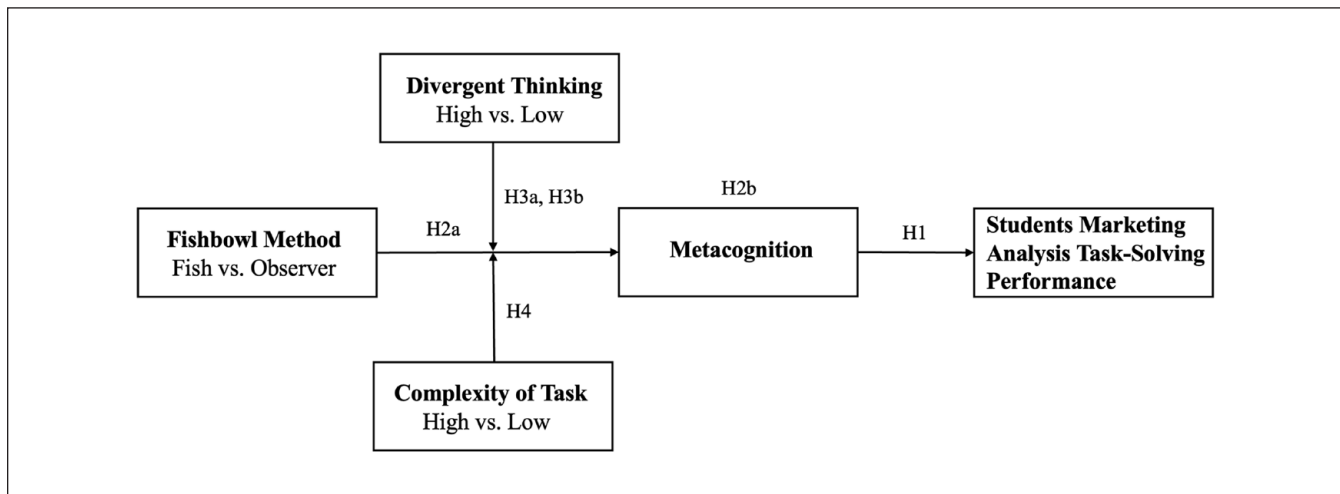 Divergent Thinking
High vs. Low
H3a, H3b
H2b
Fishbowl Method
Fish vs. Observer
H2a
Metacognition
H1
Students Marketing
Analysis Task-Solving
Performance
H4
Complexity of Task
High vs. Low